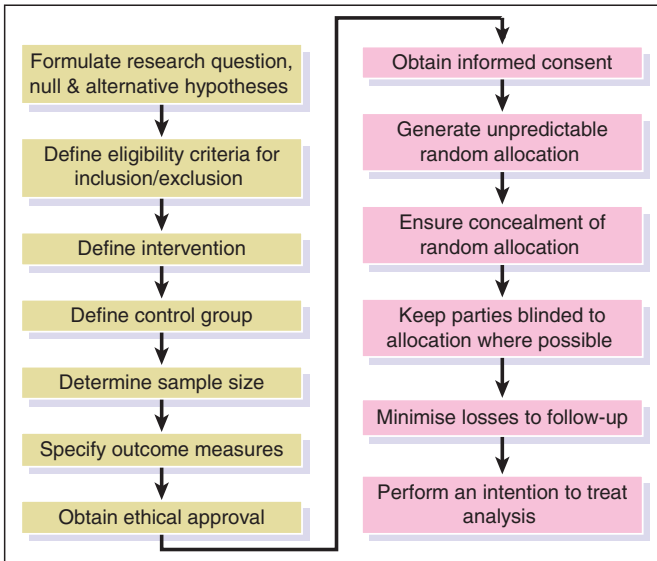 Formulate research question,
null & alternative hypotheses
Define eligibility criteria for
inclusion/exclusion
Define intervention
Define control group
Determine sample size
Specify outcome measures
Obtain ethical approval
Obtain informed consent
Generate unpredictable
random allocation
Ensure concealment of
random allocation
Keep parties blinded to
allocation where possible
Minimise losses to follow-up
Perform an intention to treat
analysis